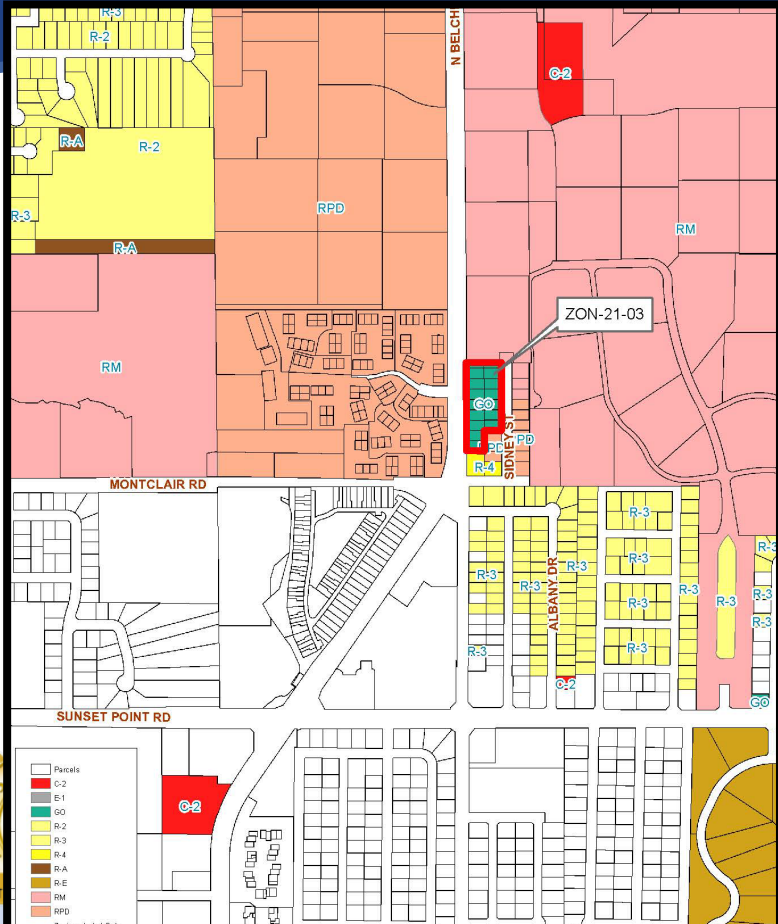 R-3
R-2
N BELCH
C-2
R-A
R-2
R-3
RPD
RM
R-A
ZON-21-03
RM
GO
SIDNEY ST
PD
PD
R-4
MONTCLAIR RD
R-3
R-3
R-3
R-3
R-3
R-3
ALBANY DR
R-3
R-3
R-3
R-3
R-3
R-3
R-3
C-2
GO
SUNSET POINT RD
C-2
Parcels
C-2
E-1
GO
R-2
R-3
R-4
R-A
R-E
RM
RPD